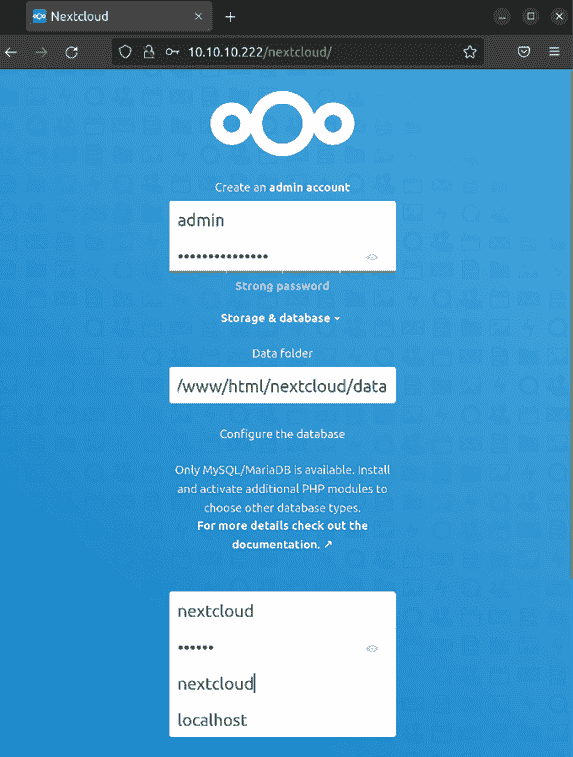 Nextcloud
10.10.10.222/nextcloud/
Create an admin account
admin
•••••••••••••••
Strong password
Storage & database
Data folder
/www/html/nextcloud/data
Configure the database
Only MySQL/MariaDB is available. Install
and activate additional PHP modules to
choose other database types.
For more details check out the
documentation. ↗
nextcloud
••••••
nextcloud
localhost